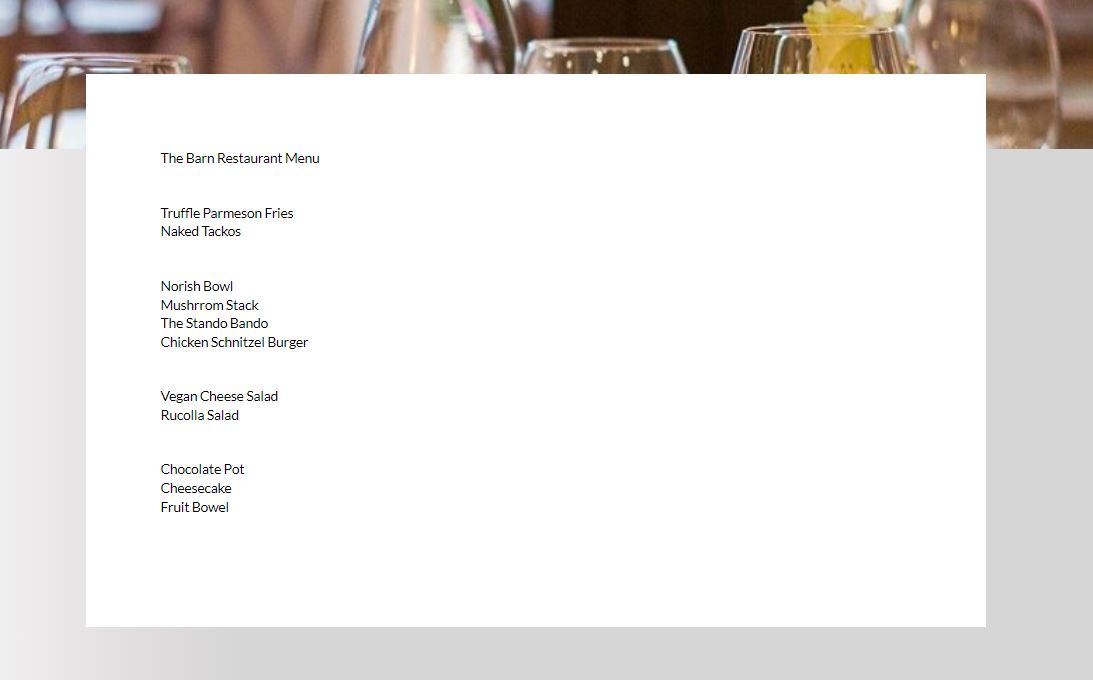 The Barn Restaurant Menu
Truffle Parmeson Fries
Naked Tackos
Norish Bowl
Mushrrom Stack
The Stando Bando
Chicken Schnitzel Burger
Vegan Cheese Salad
Rucolla Salad
Chocolate Pot
Cheesecake
Fruit Bowel